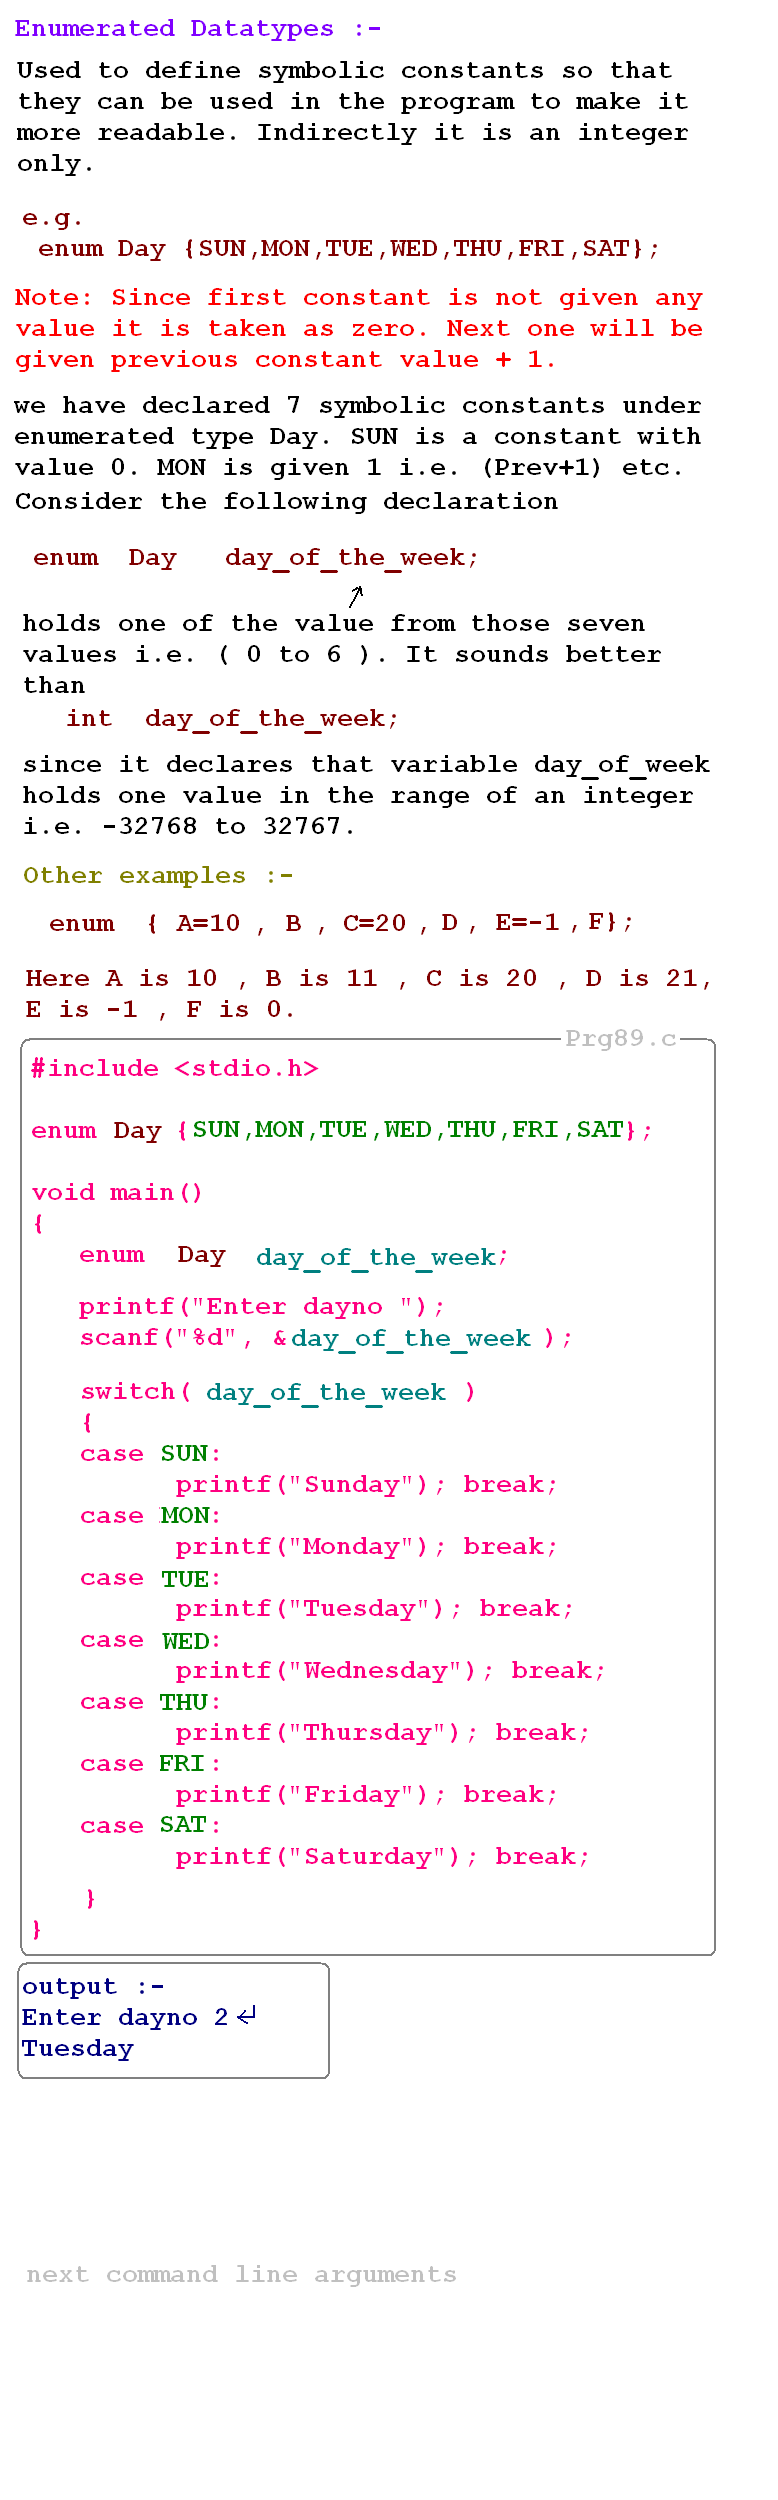 Enumerated Datatypes :-
Used to define symbolic constants so that
they can be used in the program to make it
more readable. Indirectly it is an integer
only.
e.g.
enum Day {SUN,MON,TUE,WED,THU,FRI,SAT};
Note: Since first constant is not given any
value it is taken as zero. Next one will be
given previous constant value + 1.
we have declared 7 symbolic constants under
enumerated type Day. SUN is a constant with
value 0. MON is given 1 i.e. (Prev+1) etc.
Consider the following declaration
enum Day day_of_the_week;
holds one of the value from those seven
values i.e. ( 0 to 6 ). It sounds better
than
int day_of_the_week;
since it declares that variable day_of_week
holds one value in the range of an integer
i.e. -32768 to 32767.
Other examples :-
enum { A=10 , B , C=20 , D , E=-1 , F};
Here A is 10 , B is 11 , C is 20 , D is 21,
E is -1 , F is 0.
Prg89.c
#include <stdio.h>
enum Day {SUN,MON,TUE,WED,THU,FRI,SAT};
void main()
{
enum Day day_of_the_week;
printf("Enter dayno ");
scanf("%d", &day_of_the_week );
switch( day_of_the_week )
{
case SUN:
printf("Sunday"); break;
case MON:
printf("Monday"); break;
case TUE:
printf("Tuesday"); break;
case WED:
printf("Wednesday"); break;
case THU:
printf("Thursday"); break;
case FRI:
printf("Friday"); break;
case SAT:
printf("Saturday"); break;
}
}
output :-
Enter dayno 2↵
Tuesday
next command line arguments